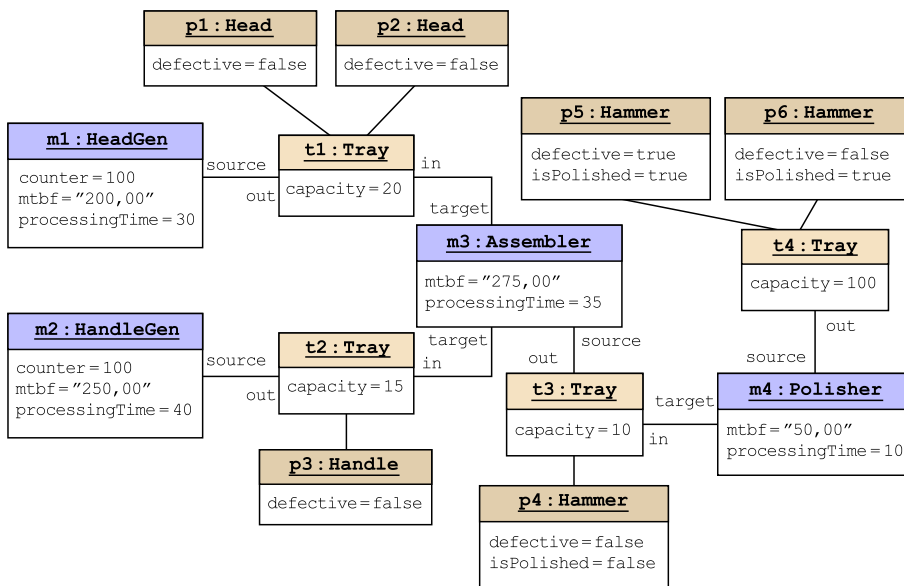 p1:Head
defective=false
p2:Head
defective=false
p5:Hammer
defective=true
isPolished=true
p6:Hammer
defective=false
isPolished=true
m1:HeadGen
counter=100
mtbf=”200,00”
processingTime=30
source
out
t1:Tray
capacity=20
in
target
m3:Assembler
mtbf=”275,00”
processingTime=35
target
in
source
out
t4:Tray
capacity=100
out
source
m2:HandleGen
counter=100
mtbf=”250,00”
processingTime=40
source
out
t2:Tray
capacity=15
t3:Tray
capacity=10
target
in
m4:Polisher
mtbf=”50,00”
processingTime=10
p3:Handle
defective=false
p4:Hammer
defective=false
isPolished=false